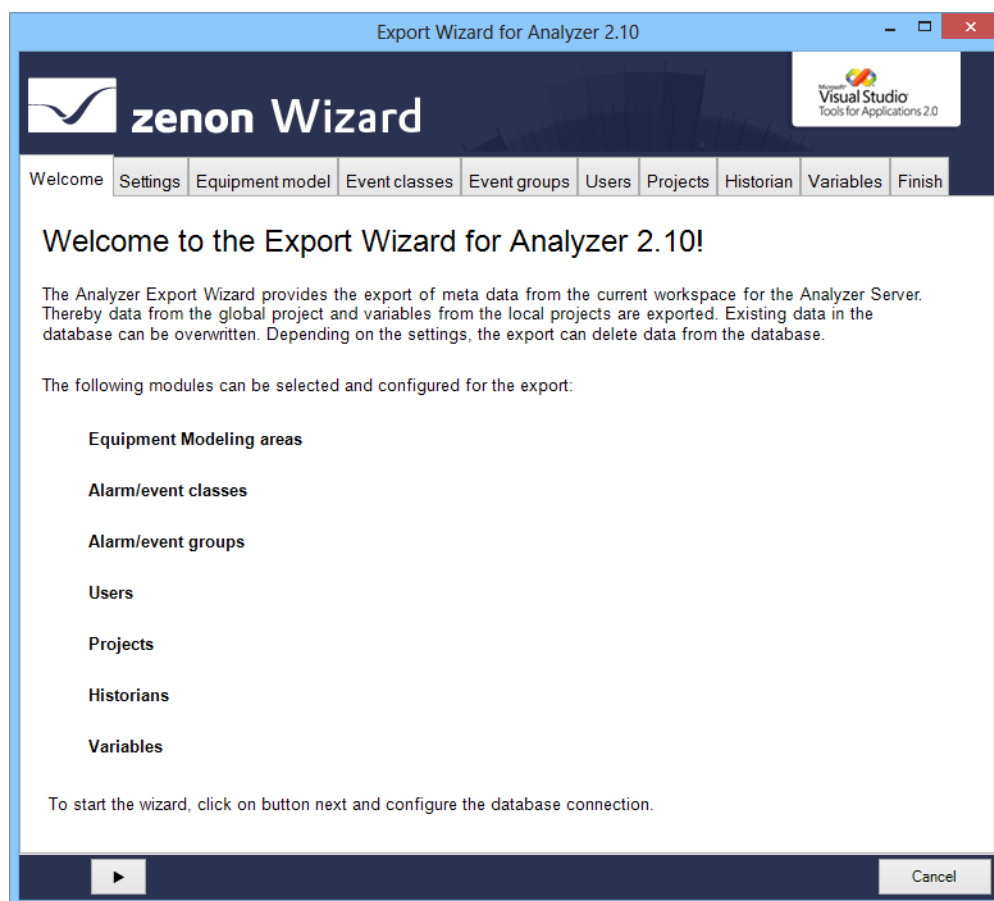 Export Wizard for Analyzer 2.10
zenon Wizard
Microsoft
Visual Studio
Tools for Applications 2.0
Welcome Settings Equipment model Event classes Event groups Users Projects Historian Variables Finish
Welcome to the Export Wizard for Analyzer 2.10!
The Analyzer Export Wizard provides the export of meta data from the current workspace for the Analyzer Server.
Thereby data from the global project and variables from the local projects are exported. Existing data in the
database can be overwritten. Depending on the settings, the export can delete data from the database.
The following modules can be selected and configured for the export:
Equipment Modeling areas
Alarm/event classes
Alarm/event groups
Users
Projects
Historians
Variables
To start the wizard, click on button next and configure the database connection.
Cancel